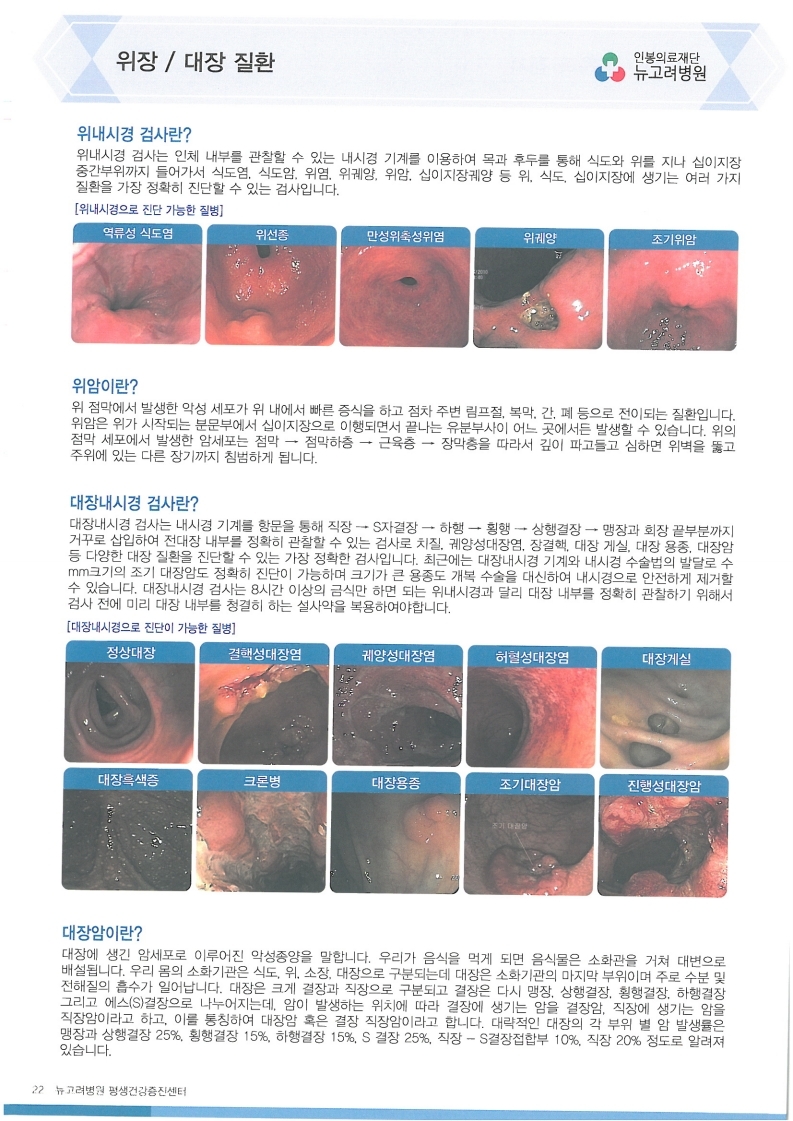 위장 / 대장 질환
인봉의료재단
뉴고려병원
위내시경 검사란?
위내시경 검사는 인체 내부를 관찰할 수 있는 내시경 기계를 이용하여 목과 후두를 통해 식도와 위를 지나 십이지장
중간부위까지 들어가서 식도염, 식도암, 위염, 위궤양, 위암, 십이지장궤양 등 위, 식도, 십이지장에 생기는 여러 가지
질환을 가장 정확히 진단할 수 있는 검사입니다.
[위내시경으로 진단 가능한 질병]
역류성 식도염 위선종 만성위축성위염 위궤양 조기위암
위암이란?
위 점막에서 발생한 악성 세포가 위 내에서 빠른 증식을 하고 점차 주변 림프절, 복막, 간, 폐 등으로 전이되는 질환입니다.
위암은 위가 시작되는 분문부에서 십이지장으로 이행되면서 끝나는 유분부사이 어느 곳에서든 발생할 수 있습니다. 위의
점막 세포에서 발생한 암세포는 점막 → 점막하층 → 근육층 → 장막층을 따라서 깊이 파고들고 심하면 위벽을 뚫고
주위에 있는 다른 장기까지 침범하게 됩니다.
대장내시경 검사란?
대장내시경 검사는 내시경 기계를 항문을 통해 직장 → S자결장 → 하행 → 횡행 → 상행결장 → 맹장과 회장 끝부분까지
거꾸로 삽입하여 전대장 내부를 정확히 관찰할 수 있는 검사로 치질, 궤양성대장염, 장결핵, 대장 게실, 대장 용종, 대장암
등 다양한 대장 질환을 진단할 수 있는 가장 정확한 검사입니다. 최근에는 대장내시경 기계와 내시경 수술법의 발달로 수
mm크기의 조기 대장암도 정확히 진단이 가능하며 크기가 큰 용종도 개복 수술을 대신하여 내시경으로 안전하게 제거할
수 있습니다. 대장내시경 검사는 8시간 이상의 금식만 하면 되는 위내시경과 달리 대장 내부를 정확히 관찰하기 위해서
검사 전에 미리 대장 내부를 청결히 하는 설사약을 복용하여야합니다.
[대장내시경으로 진단이 가능한 질병]
정상대장 결핵성대장염 궤양성대장염 허혈성대장염 대장게실
대장흑색증 크론병 대장용종 조기대장암 진행성대장암
조기 대장암
대장암이란?
대장에 생긴 암세포로 이루어진 악성종양을 말합니다. 우리가 음식을 먹게 되면 음식물은 소화관을 거쳐 대변으로
배설됩니다. 우리 몸의 소화기관은 식도, 위, 소장, 대장으로 구분되는데 대장은 소화기관의 마지막 부위이며 주로 수분 및
전해질의 흡수가 일어납니다. 대장은 크게 결장과 직장으로 구분되고 결장은 다시 맹장, 상행결장, 횡행결장, 하행결장
그리고 에스(S)결장으로 나누어지는데, 암이 발생하는 위치에 따라 결장에 생기는 암을 결장암, 직장에 생기는 암을
직장암이라고 하고, 이를 통칭하여 대장암 혹은 결장 직장암이라고 합니다. 대략적인 대장의 각 부위 별 암 발생률은
맹장과 상행결장 25%, 횡행결장 15%, 하행결장 15%, S 결장 25%, 직장 – S결장접합부 10%, 직장 20% 정도로 알려져
있습니다.
22 뉴고려병원 평생건강증진센터